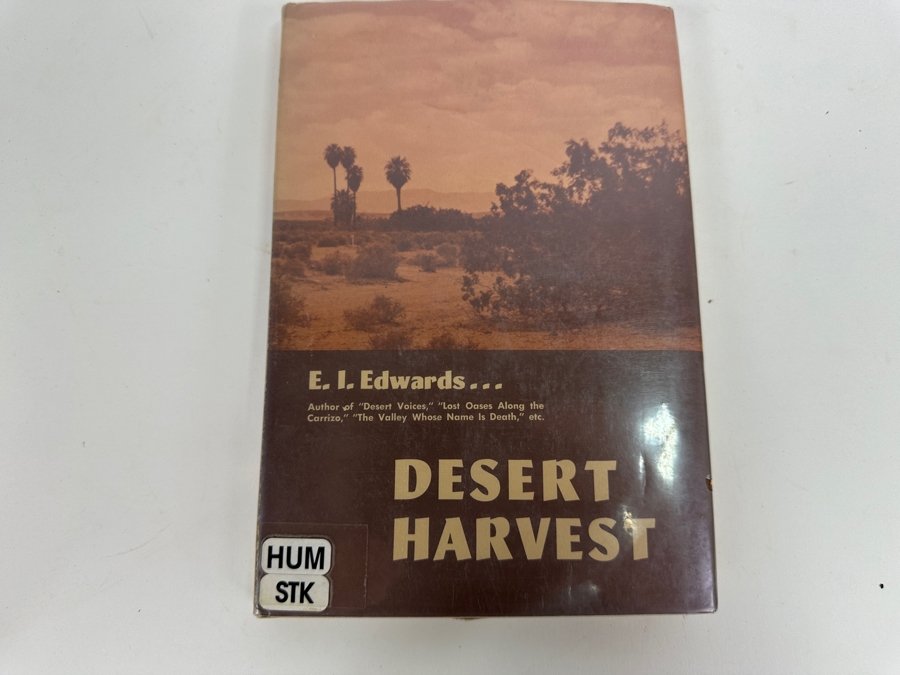 E. I. Edwards...
Author of "Desert Voices," "Lost Oases Along the
Carrizo," "The Valley Whose Name Is Death," etc.
DESERT
HARVEST
HUM
STK